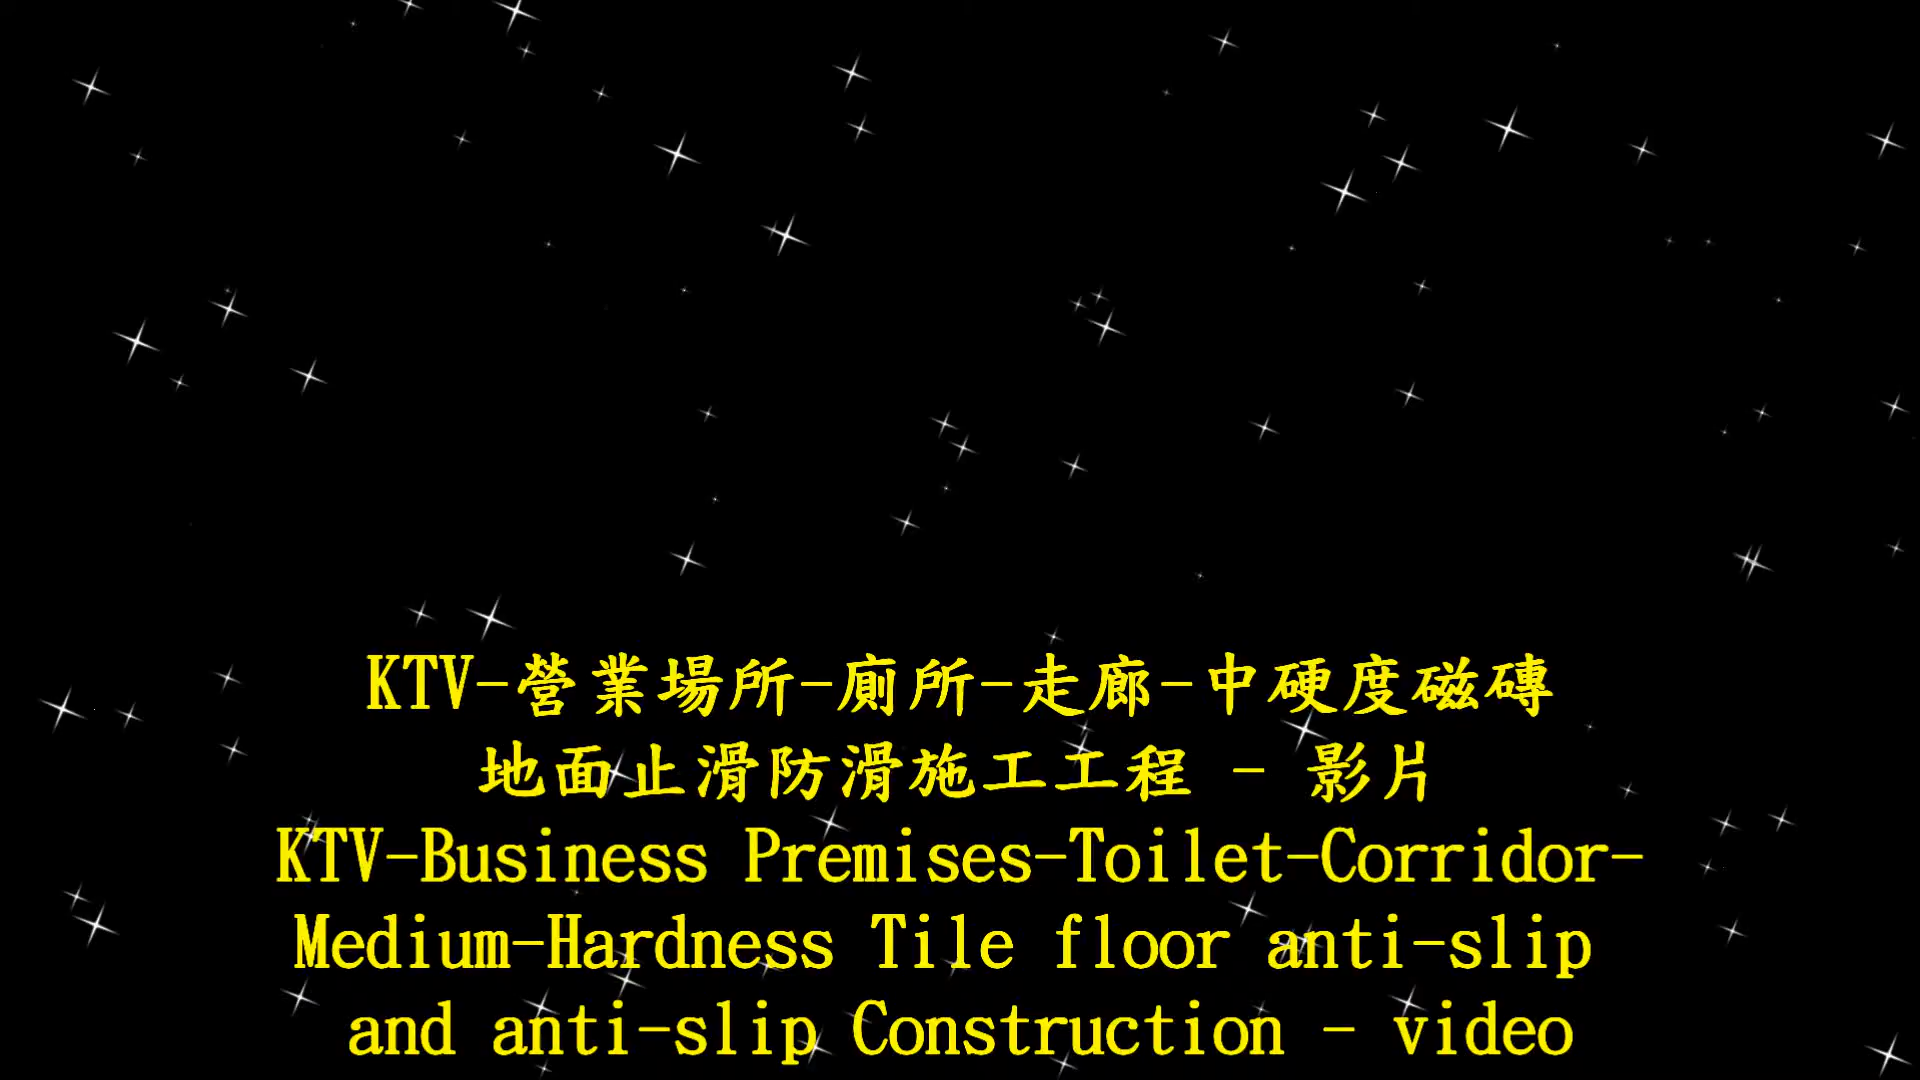 KTV-營業場所-廁所-走廊-中硬度磁磚
地面止滑防滑施工工程 - 影片
KTV-Business Premises-Toilet-Corridor-
Medium-Hardness Tile floor anti-slip
and anti-slip Construction - video